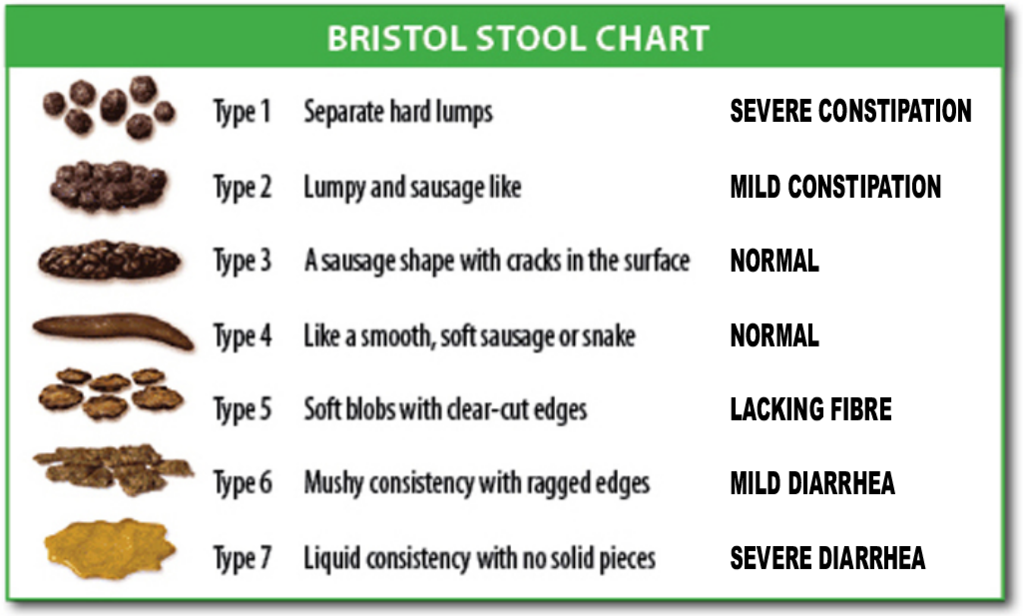 BRISTOL STOOL CHART
Type 1 Separate hard lumps SEVERE CONSTIPATION
Type 2 Lumpy and sausage like MILD CONSTIPATION
Type 3 A sausage shape with cracks in the surface NORMAL
Type 4 Like a smooth, soft sausage or snake NORMAL
Type 5 Soft blobs with clear-cut edges LACKING FIBRE
Type 6 Mushy consistency with ragged edges MILD DIARRHEA
Type 7 Liquid consistency with no solid pieces SEVERE DIARRHEA